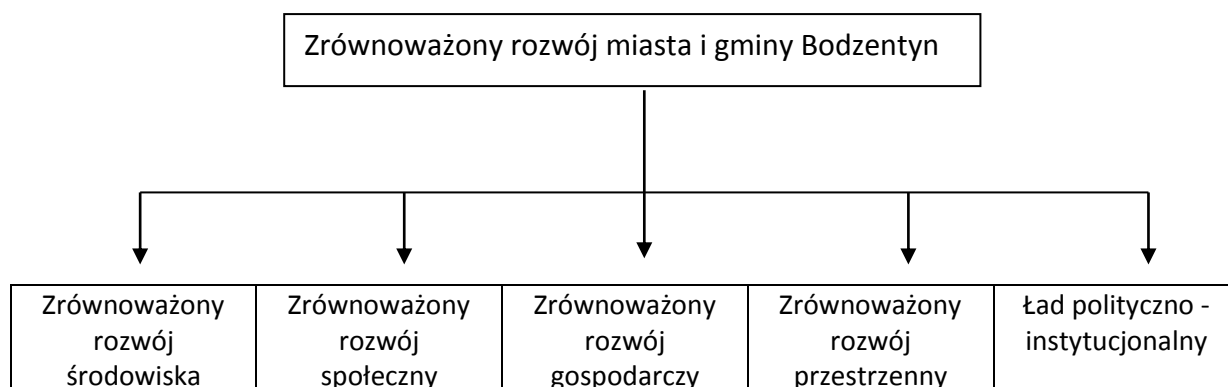 Zrównoważony rozwój miasta i gminy Bodzentyn
Zrównoważony
rozwój
środowiska
Zrównoważony
rozwój
społeczny
Zrównoważony
rozwój
gospodarczy
Zrównoważony
rozwój
przestrzenny
Ład polityczno -
instytucjonalny